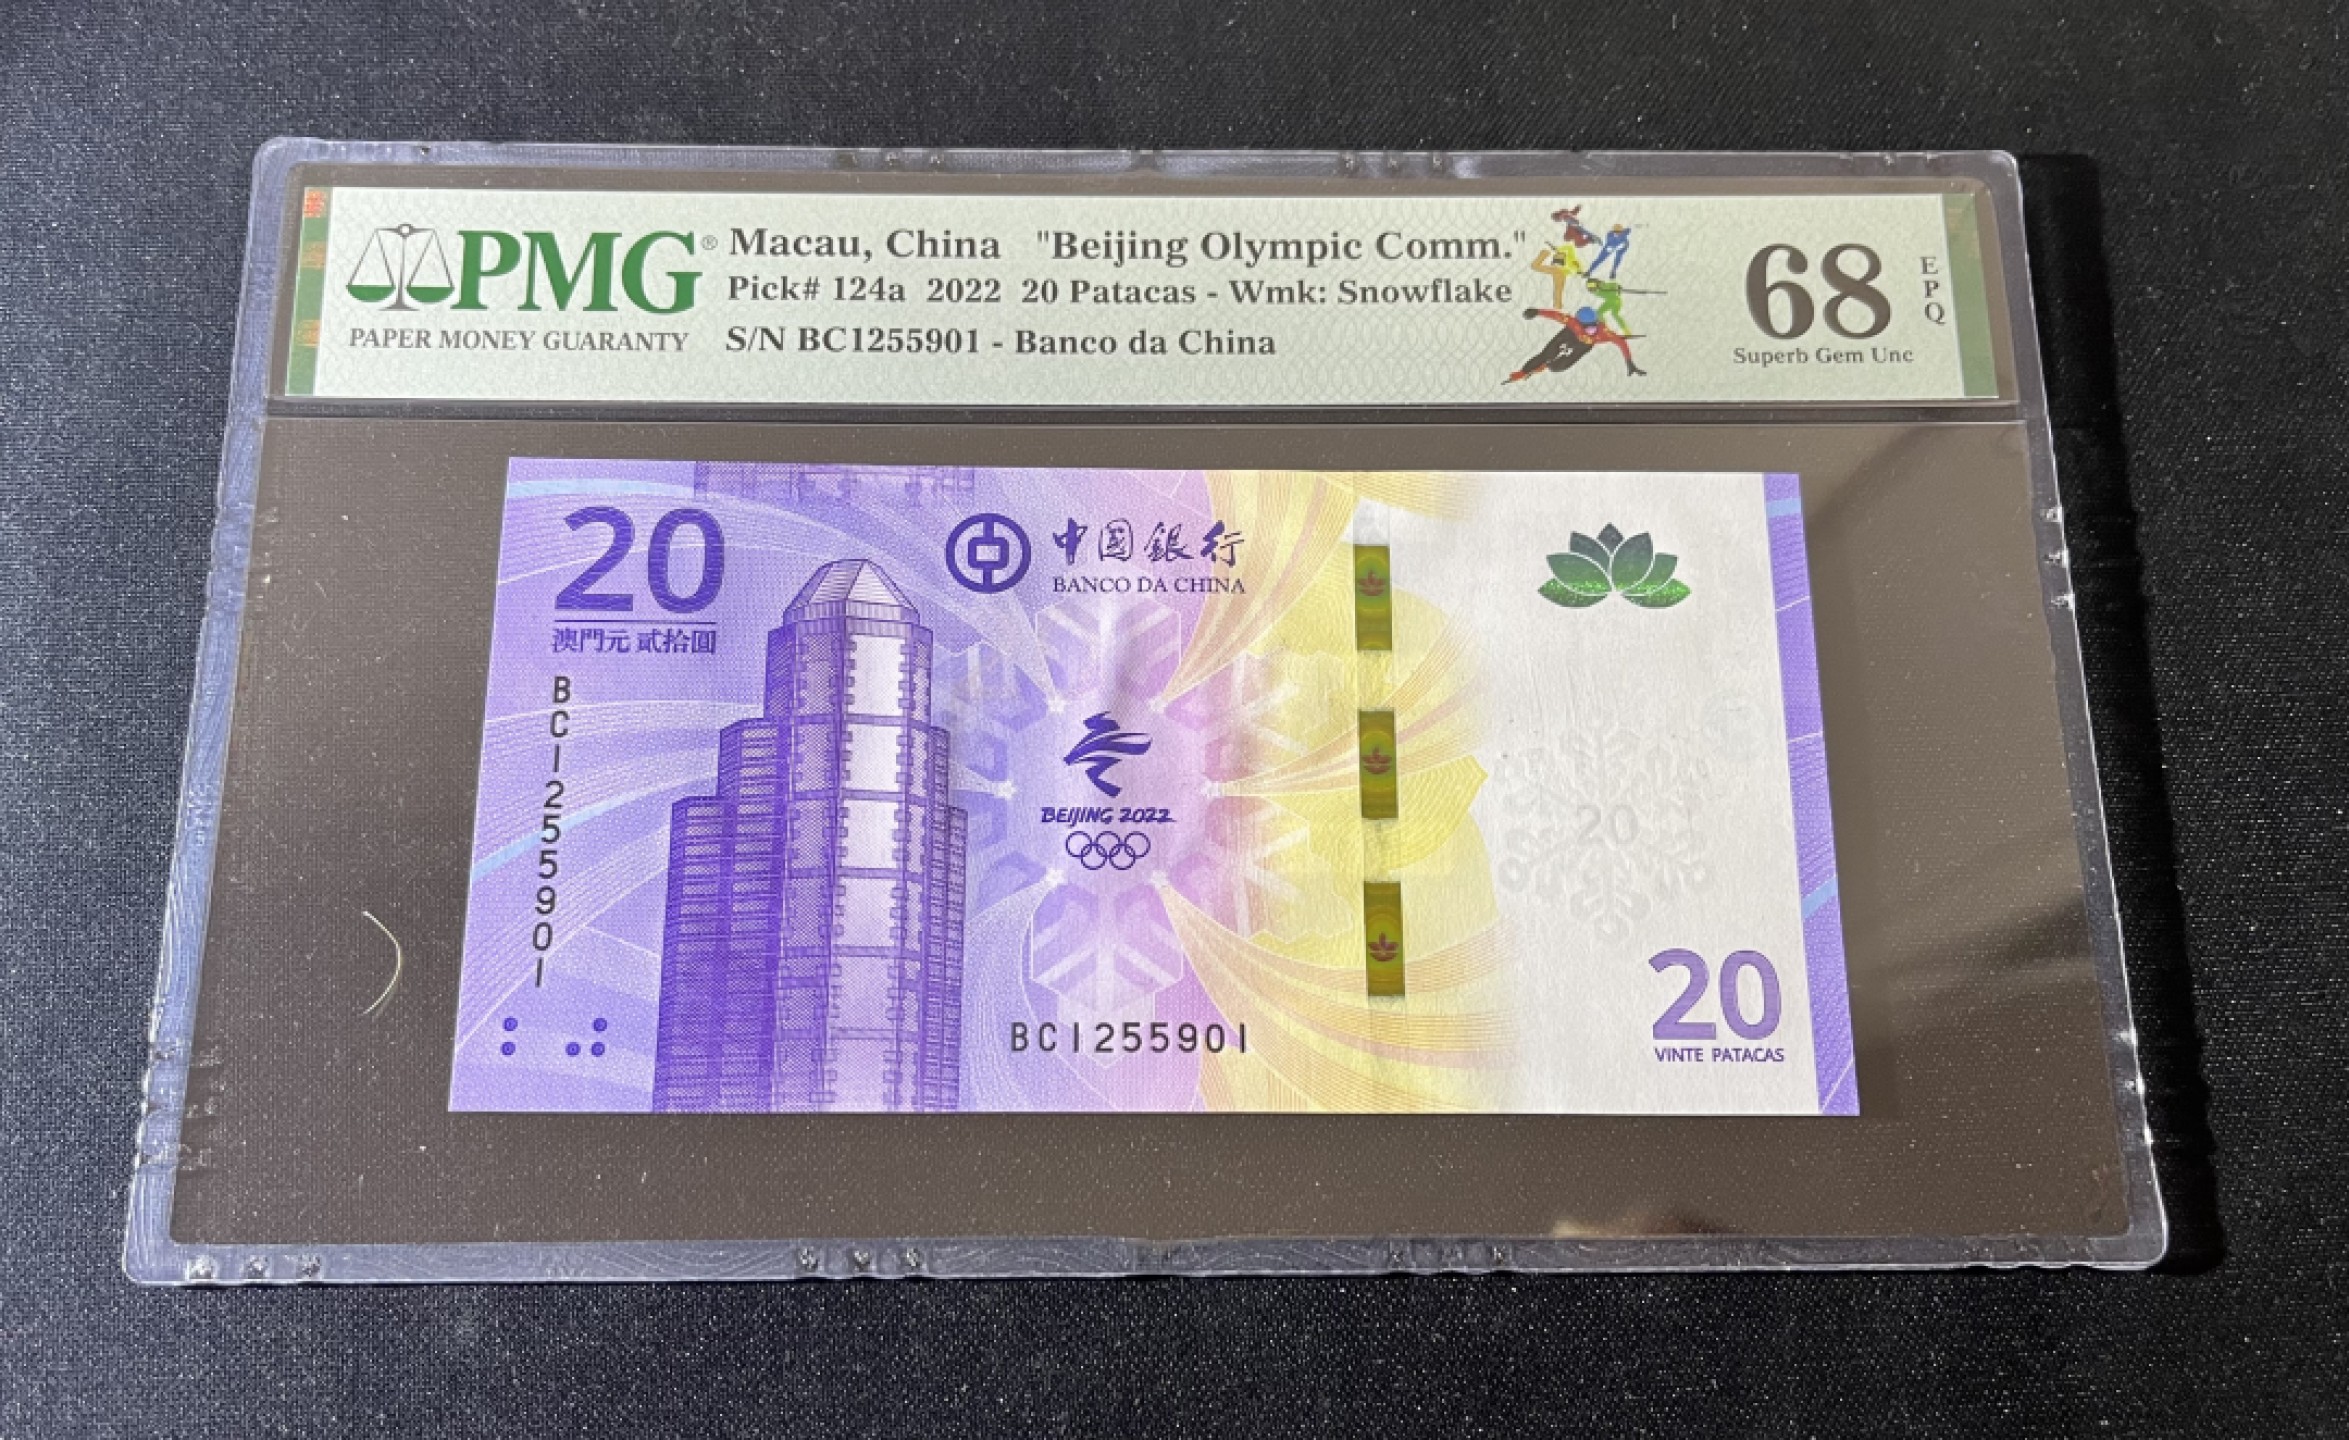 PMG®
PAPER MONEY GUARANTY
Macau, China "Beijing Olympic Comm."
Pick# 124a 2022 20 Patacas - Wmk: Snowflake
S/N BC1255901 - Banco da China
68
EPQ
Superb Gem Unc
20
澳門元 貳拾圓
中國銀行
BANCO DA CHINA
BC1255901
BEIJING 2022
20
BC1255901
20
VINTE PATACAS